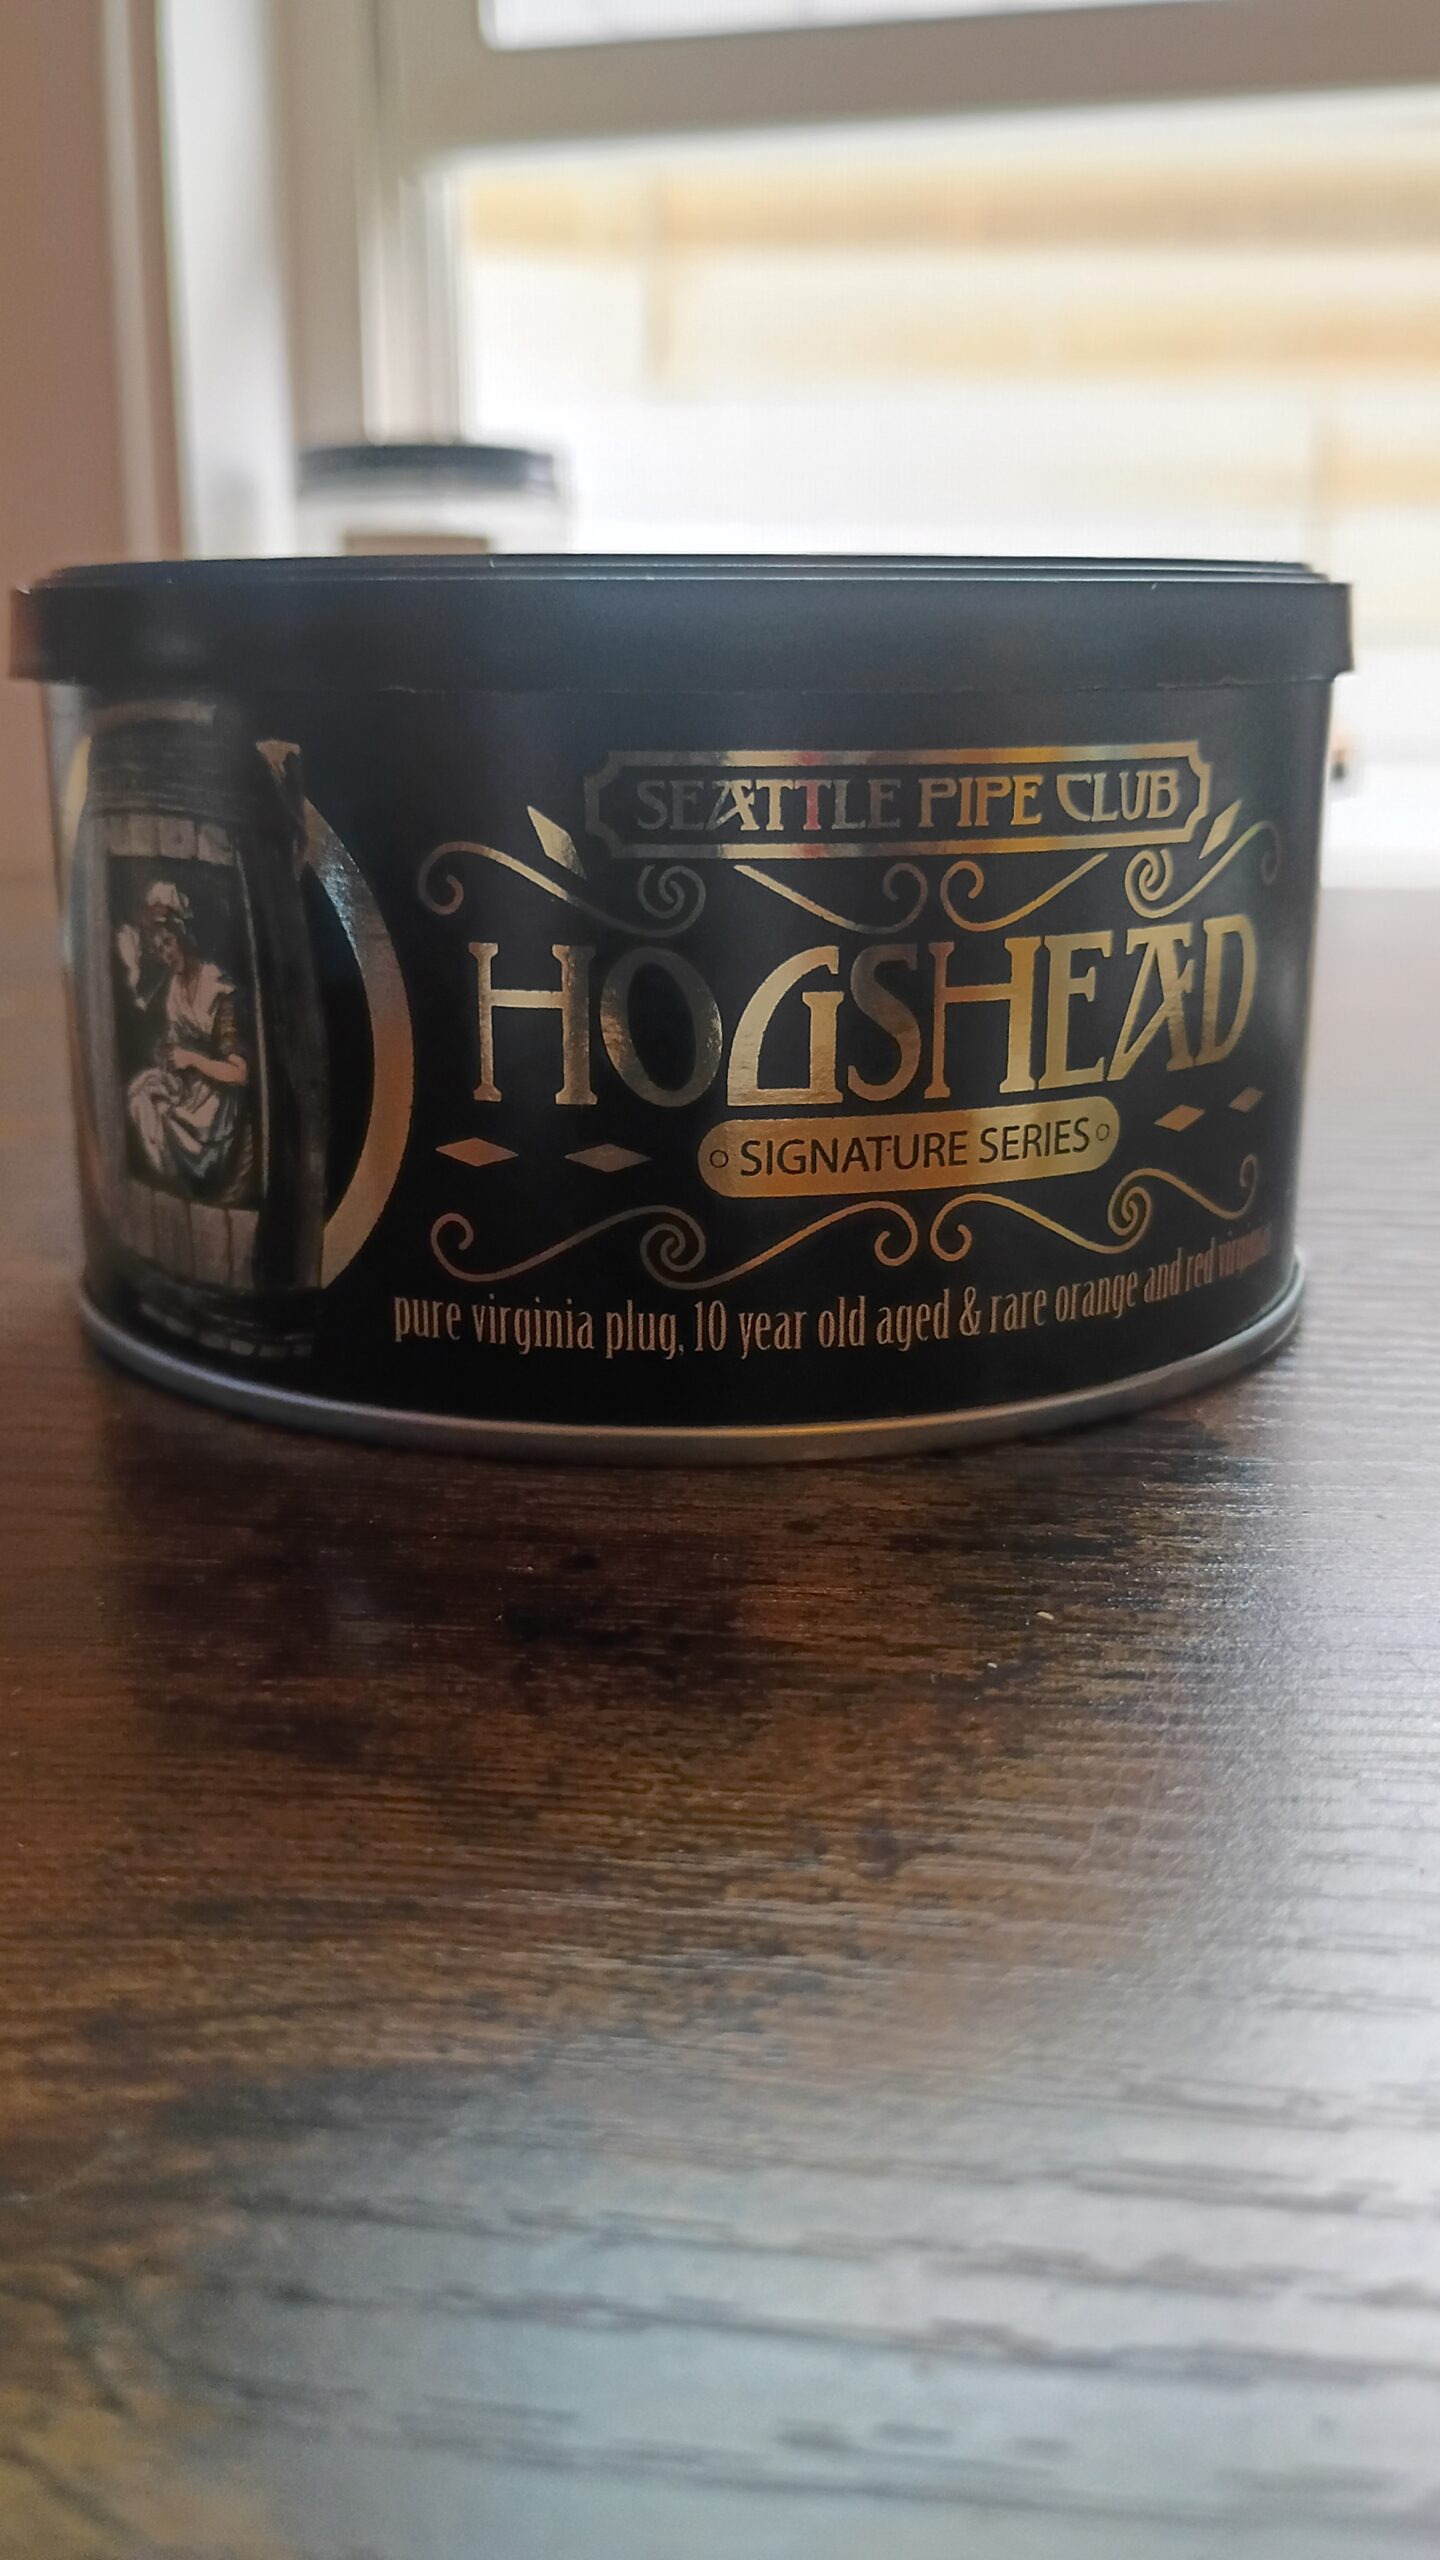 SEATTLE PIPE CLUB
HOGSHEAD
SIGNATURE SERIES
pure virginia plug, 10 year old aged & rare orange and red